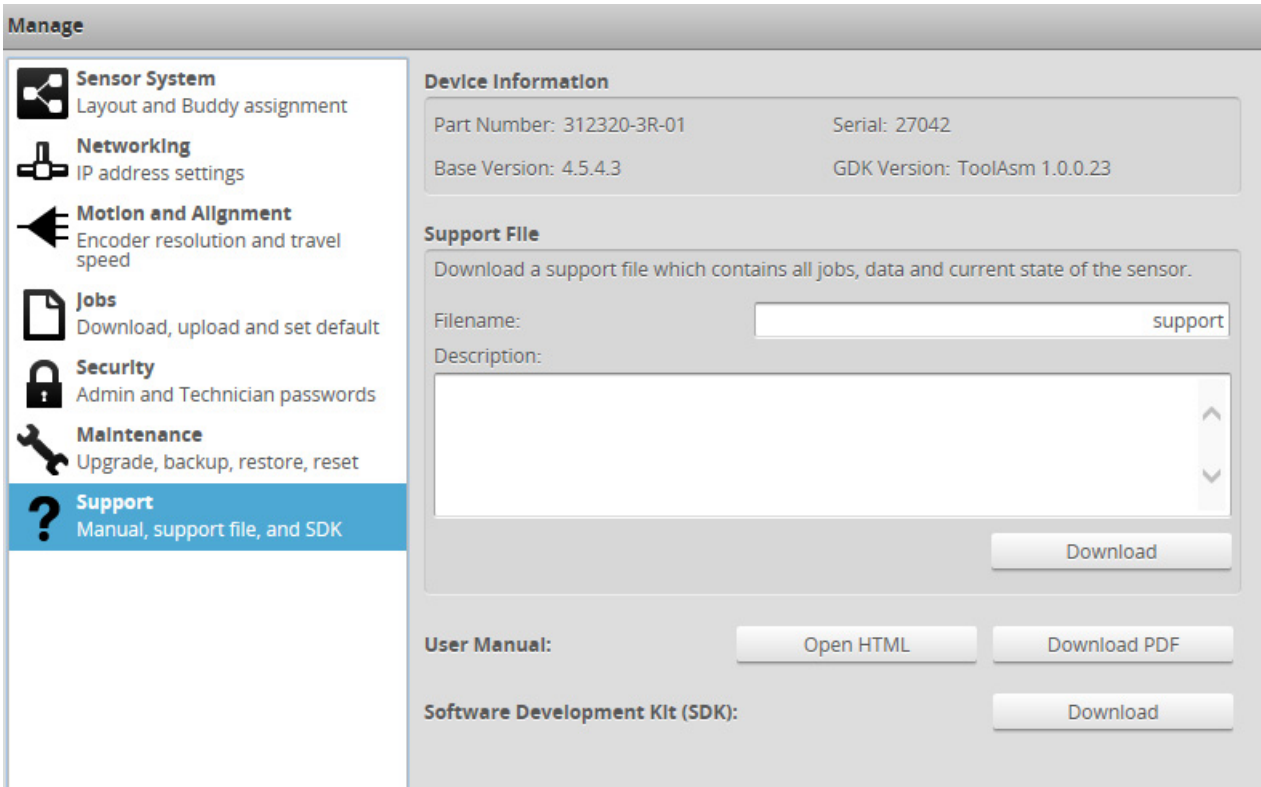 Manage
Sensor System
Layout and Buddy assignment
Networking
IP address settings
Motion and Alignment
Encoder resolution and travel
speed
Jobs
Download, upload and set default
Security
Admin and Technician passwords
Maintenance
Upgrade, backup, restore, reset
Support
Manual, support file, and SDK
Device Information
Part Number: 312320-3R-01 Serial: 27042
Base Version: 4.5.4.3 GDK Version: ToolAsm 1.0.0.23
Support File
Download a support file which contains all jobs, data and current state of the sensor.
Filename: support
Description:
Download
User Manual: Open HTML Download PDF
Software Development Kit (SDK): Download